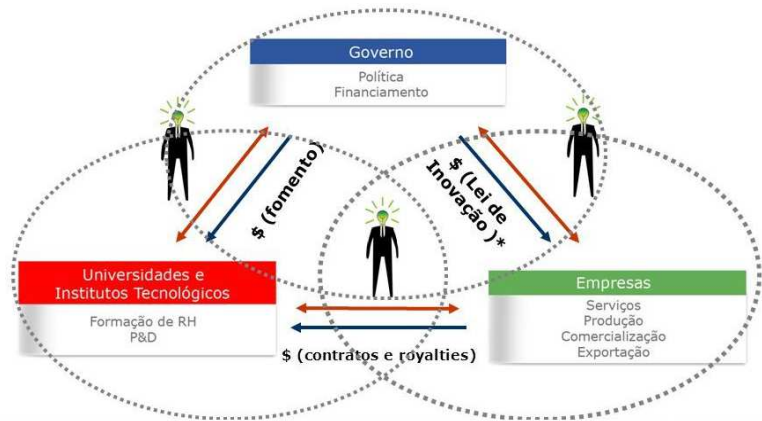 Governo
Política
Financiamento
$ (fomento)
$ (Lei de
Inovação )*
Universidades e
Institutos Tecnológicos
Formação de RH
P&D
Empresas
Serviços
Produção
Comercialização
Exportação
$ (contratos e royalties)